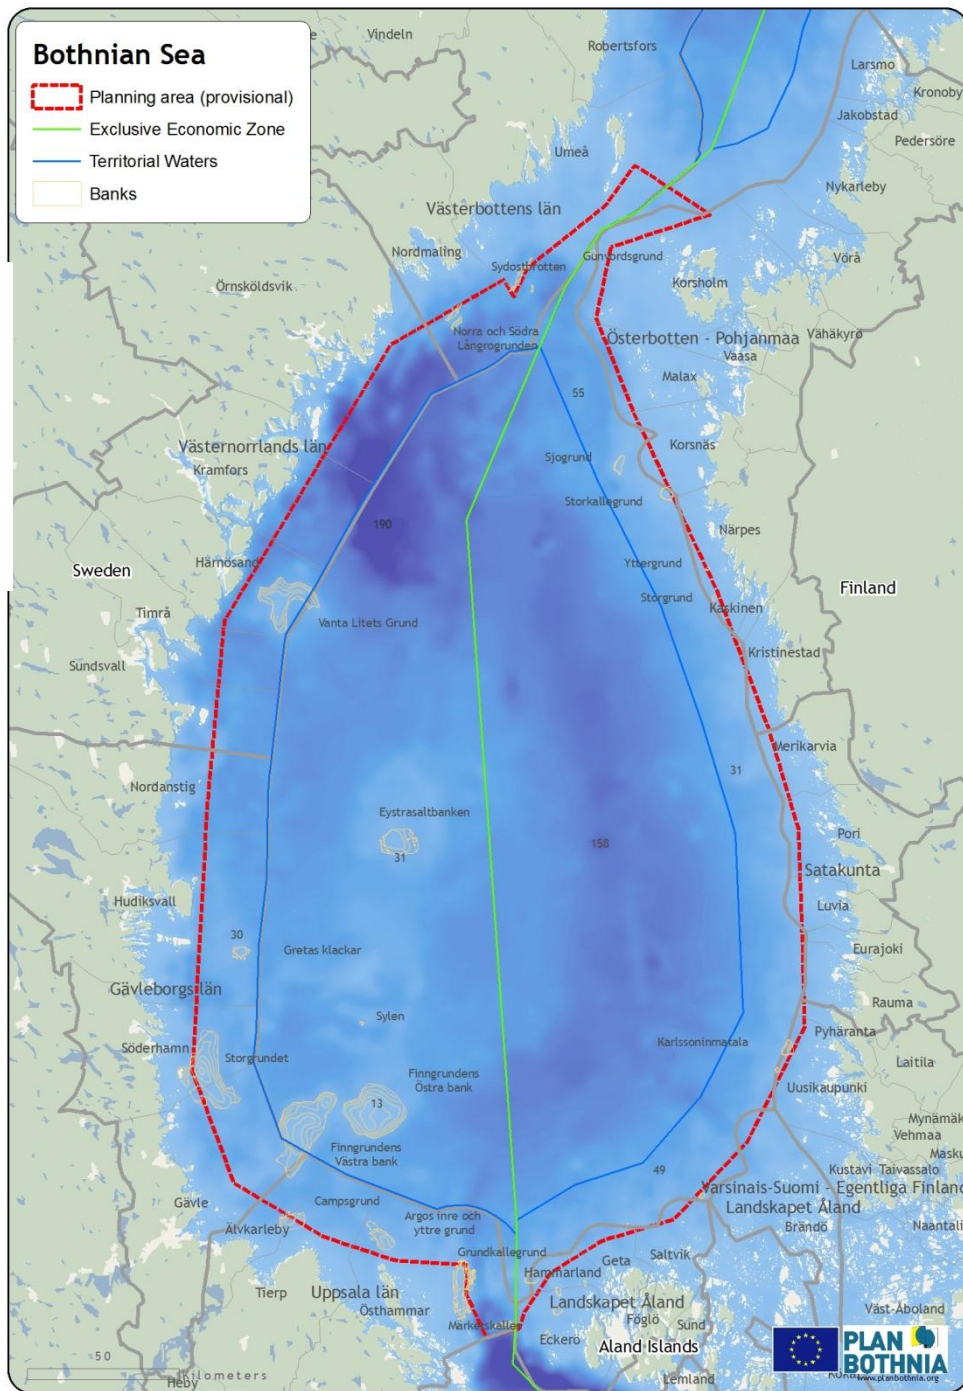 Bothnian Sea
Planning area (provisional)
Exclusive Economic Zone
Territorial Waters
Banks
Vindeln
Robertsfors
Larsmo
Kronoby
Jakobstad
Pedersöre
Umeå
Nykarleby
Västerbottens län
Nordmaling
Sydostbrotten
Gunvordsgrund
Vörå
Korsholm
Örnsköldsvik
Norra och Södra
Långrogrunden
Österbotten - Pohjanmaa
Vähäkyrö
Vaasa
Malax
55
Västernorrlands län
Kramfors
Korsnäs
Sjogrund
Storkallegrund
190
Närpes
Härnösand
Sweden
Yttergrund
Finland
Storgrund
Kaskinen
Timrå
Vanta Litets Grund
Kristinestad
Sundsvall
Merikarvia
31
Nordanstig
Eystrasaltbanken
31
158
Pori
Satakunta
Hudiksvall
Luvia
30
Gretas klackar
Eurajoki
Gävleborgs län
Rauma
Sylen
Pyhäranta
Söderhamn
Storgrundet
Karlssoninmatala
Laitila
Finngrundens
Östra bank
Uusikaupunki
13
Mynämäk
Vehmaa
Finngrundens
Västra bank
Masku
49
Kustavi
Taivassalo
Varsinais-Suomi - Egentliga Finland
Landskapet Åland
Gävle
Campsgrund
Argos inre och
yttre grund
Brändö
Naantali
Älvkarleby
Grundkallegrund
Saltvik
Geta
Hammarland
Tierp
Uppsala län
Östhammar
Landskapet Åland
Föglö
Sund
Väst-Åboland
Märketskallen
Eckerö
Aland Islands
50
Kilometers
Heby
Lemland
PLAN
BOTHNIA
www.planbothnia.org